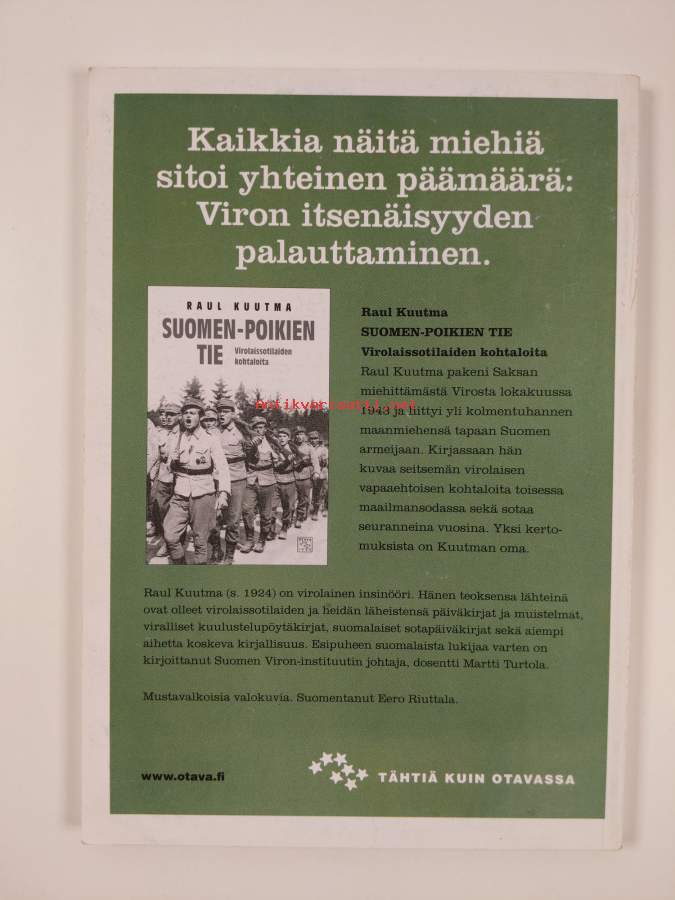 Kaikkia näitä miehiä
sitoi yhteinen päämäärä:
Viron itsenäisyyden
palauttaminen.
RAUL KUUTMA
SUOMEN-POIKIEN
TIE
Virolaissotilaiden
kohtaloita
OTAVA
Raul Kuutma
SUOMEN-POIKIEN TIE
Virolaissotilaiden kohtaloita
Raul Kuutma pakeni Saksan
miehittämästä Virosta lokakuussa
1943 ja liittyi yli kolmentuhannen
maanmiehensä tapaan Suomen
armeijaan. Kirjassaan hän
kuvaa seitsemän virolaisen
vapaaehtoisen kohtaloita toisessa
maailmansodassa sekä sotaa
seuranneina vuosina. Yksi kerto-
muksista on Kuutman oma.
antikvariaatti.net
Raul Kuutma (s. 1924) on virolainen insinööri. Hänen teoksensa lähteinä
ovat olleet virolaissotilaiden ja heidän läheistensä päiväkirjat ja muistelmat,
viralliset kuulustelupöytäkirjat, suomalaiset sotapäiväkirjat sekä aiempi
aihetta koskeva kirjallisuus. Esipuheen suomalaista lukijaa varten on
kirjoittanut Suomen Viron-instituutin johtaja, dosentti Martti Turtola.
Mustavalkoisia valokuvia. Suomentanut Eero Riuttala.
www.otava.fi
TÄHTIÄ KUIN OTAVASSA